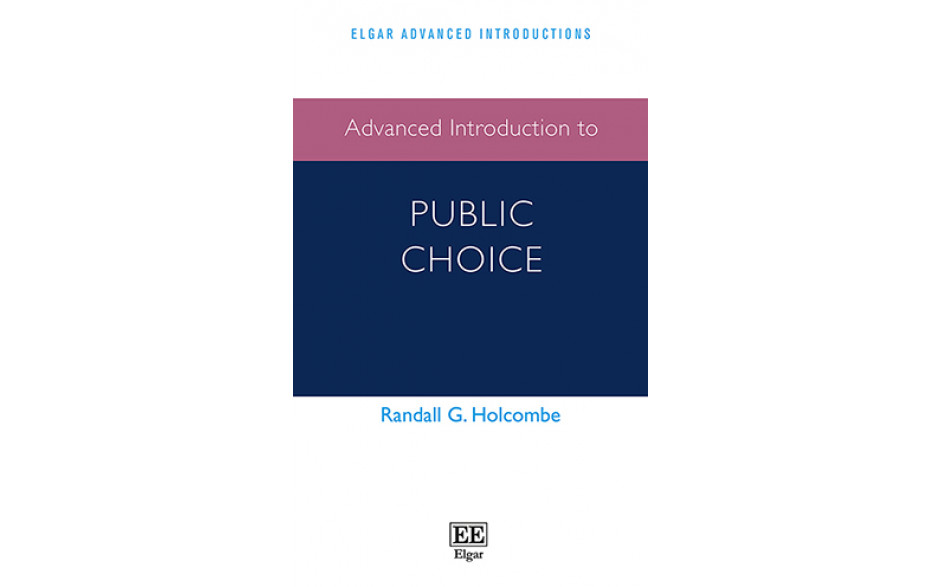 ELGAR ADVANCED INTRODUCTIONS
Advanced Introduction to
PUBLIC
CHOICE
Randall G. Holcombe
EE
Elgar